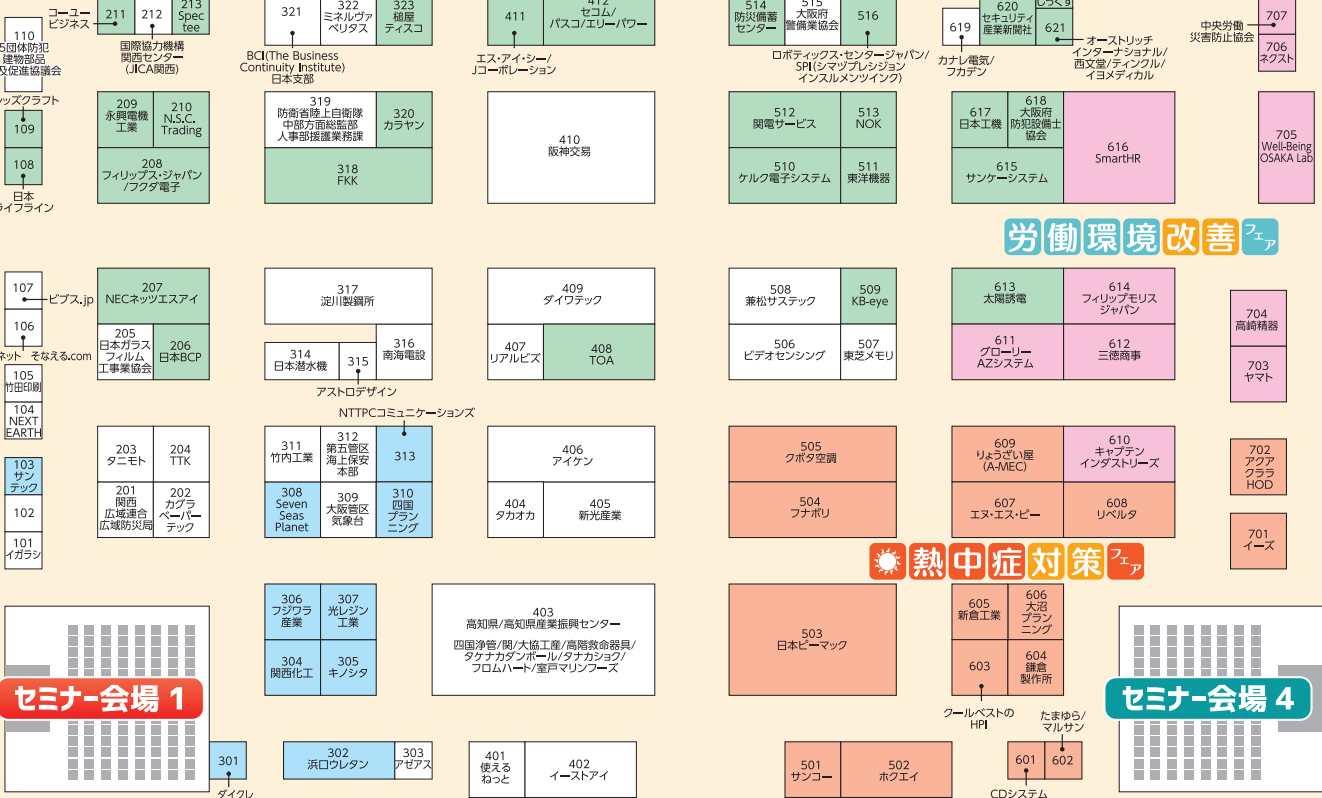 コーユー
ビジネス
211
212
213
Spec
tee
国際協力機構
関西センター
(JICA関西)
110
5団体防犯
建物部品
及促進協議会
321
322
ミネルヴァ
ベリタス
323
槌屋
ティスコ
BCI(The Business
Continuity Institute)
日本支部
411
412
セコム/
パスコ/エリーパワー
エス・アイ・シー/
Jコーポレーション
514
防災備蓄
センター
515
大阪府
警備業協会
516
ロボティックス・センタージャパン/
SPI(シマヅプレシジョン
インスルメンツインク)
619
620
セキュリティ
産業新聞社
621
カナレ電気/
フカデン
オーストリッチ
インターナショナル/
西文堂/ティンクル/
イヨメディカル
中央労働
災害防止協会
707
706
ネクスト
ッズクラフト
109
108
日本
ライフライン
209
永興電機
工業
210
N.S.C.
Trading
208
フィリップス・ジャパン
/フクダ電子
319
防衛省陸上自衛隊
中部方面総監部
人事部援護業務課
320
カラヤン
318
FKK
410
阪神交易
512
関電サービス
513
NOK
510
ケルク電子システム
511
東洋機器
617
日本工機
618
大阪府
防犯設備士
協会
615
サンケーシステム
616
SmartHR
705
Well-Being
OSAKA Lab
労働環境改善フェア
107
ビブス.jp
106
ネット そなえる.com
207
NECネッツエスアイ
205
日本ガラス
フィルム
工事業協会
206
日本BCP
317
淀川製鋼所
314
日本潜水機
315
316
南海電設
アストロデザイン
409
ダイワテック
407
リアルビズ
408
TOA
508
兼松サステック
509
KB-eye
506
ビデオセンシング
507
東芝メモリ
613
太陽誘電
614
フィリップモリス
ジャパン
611
グローリー
AZシステム
612
三徳商事
704
高崎精器
703
ヤマト
105
竹田印刷
104
NEXT
EARTH
103
サン
テック
102
101
イガラシ
203
タニモト
204
TTK
201
関西
広域連合
広域防災局
202
カグラ
ペーパー
テック
NTTPCコミュニケーションズ
311
竹内工業
312
第五管区
海上保安
本部
313
308
Seven
Seas
Planet
309
大阪管区
気象台
310
四国
プラン
ニング
406
アイケン
404
タカオカ
405
新光産業
505
クボタ空調
504
フナボリ
609
りょうざい屋
(A-MEC)
610
キャプテン
インダストリーズ
607
エヌ・エス・ピー
608
リベルタ
702
アクア
クララ
HOD
701
イーズ
熱中症対策フェア
306
フジワラ
産業
307
光レジン
工業
304
関西化工
305
キノシタ
403
高知県/高知県産業振興センター
四国浄管/関/大協工産/高階救命器具/
タケナカダンボール/タナカショク/
フロムハート/室戸マリンフーズ
503
日本ピーマック
605
新倉工業
606
大沼
プラン
ニング
603
604
鎌倉
製作所
クールベストの
HPI
たまゆら/
マルサン
セミナー会場 1
セミナー会場 4
301
ダイクレ
302
浜口ウレタン
303
アゼアス
401
使える
ねっと
402
イーストアイ
501
サンコー
502
ホクエイ
601
602
CDシステム